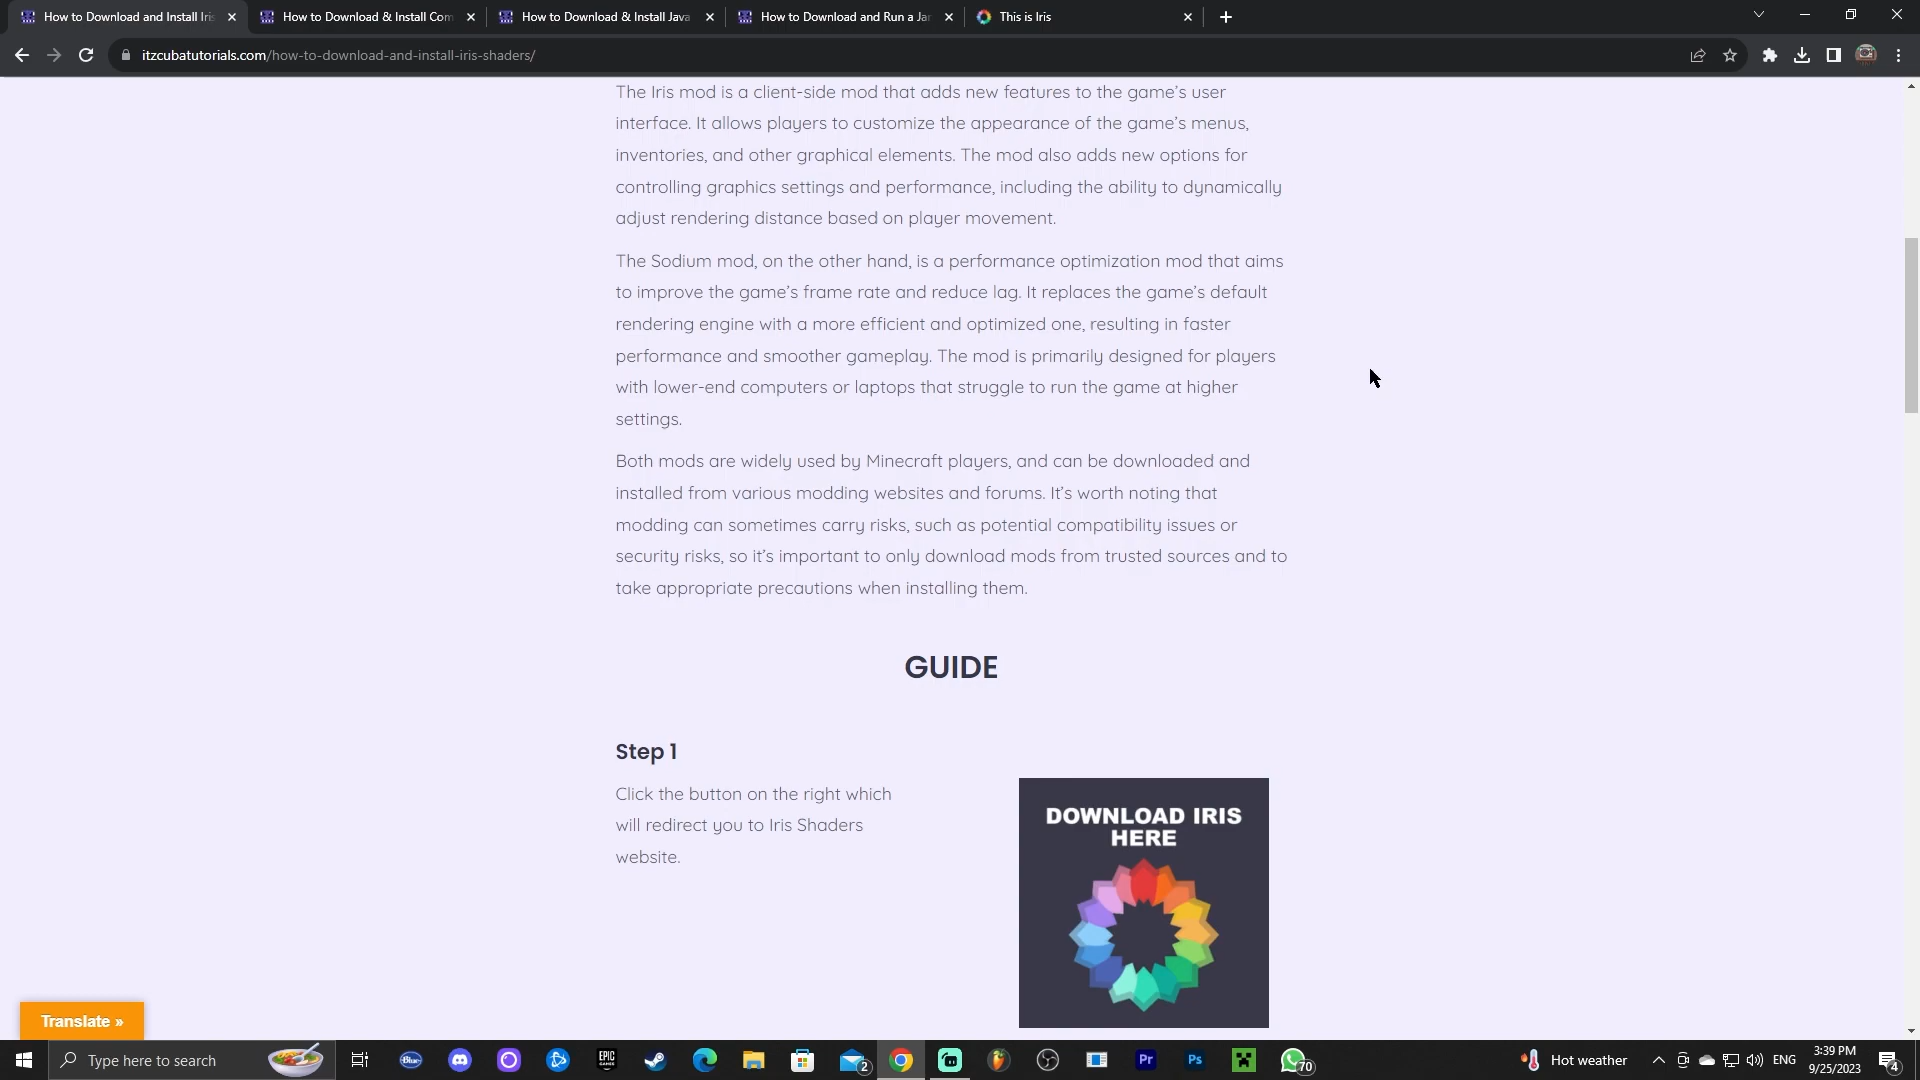 How to Download and Install Iris
How to Download & Install Com
How to Download & Install Java
How to Download and Run a Jar
This is Iris
itzcubatutorials.com/how-to-download-and-install-iris-shaders/
The Iris mod is a client-side mod that adds new features to the game's user
interface. It allows players to customize the appearance of the game's menus,
inventories, and other graphical elements. The mod also adds new options for
controlling graphics settings and performance, including the ability to dynamically
adjust rendering distance based on player movement.
The Sodium mod, on the other hand, is a performance optimization mod that aims
to improve the game's frame rate and reduce lag. It replaces the game's default
rendering engine with a more efficient and optimized one, resulting in faster
performance and smoother gameplay. The mod is primarily designed for players
with lower-end computers or laptops that struggle to run the game at higher
settings.
Both mods are widely used by Minecraft players, and can be downloaded and
installed from various modding websites and forums. It's worth noting that
modding can sometimes carry risks, such as potential compatibility issues or
security risks, so it's important to only download mods from trusted sources and to
take appropriate precautions when installing them.
GUIDE
Step 1
Click the button on the right which
will redirect you to Iris Shaders
website.
DOWNLOAD IRIS
HERE
Translate »
Type here to search
Blue
EPIC
GAMES
2
Pr
Ps
70
Hot weather
ENG
3:39 PM
9/25/2023
4